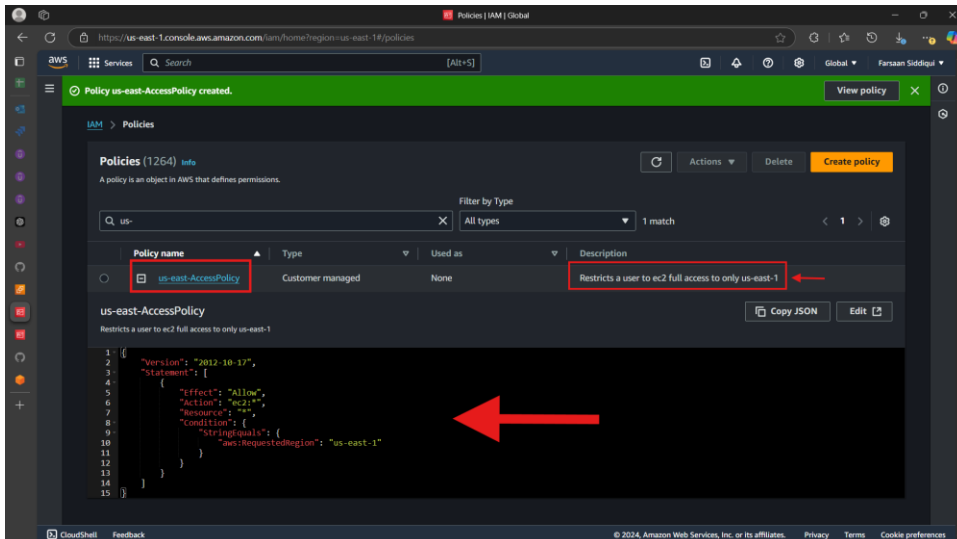 Policies | IAM | Global
https://us-east-1.console.aws.amazon.com/iam/home?region=us-east-1#/policies
aws Services Search [Alt+S] Global Farsaan Siddiqui
Policy us-east-AccessPolicy created. View policy
IAM > Policies
Policies (1264) Info Actions Delete Create policy
A policy is an object in AWS that defines permissions.
Filter by Type
us- All types 1 match 1
Policy name Type Used as Description
us-east-AccessPolicy Customer managed None Restricts a user to ec2 full access to only us-east-1
us-east-AccessPolicy Copy JSON Edit
Restricts a user to ec2 full access to only us-east-1
1 {
2 "Version": "2012-10-17",
3 "Statement": [
4 {
5 "Effect": "Allow",
6 "Action": "ec2:*",
7 "Resource": "*",
8 "Condition": {
9 "StringEquals": {
10 "aws:RequestedRegion": "us-east-1"
11 }
12 }
13 }
14 ]
15 }
CloudShell Feedback © 2024, Amazon Web Services, Inc. or its affiliates. Privacy Terms Cookie preferences